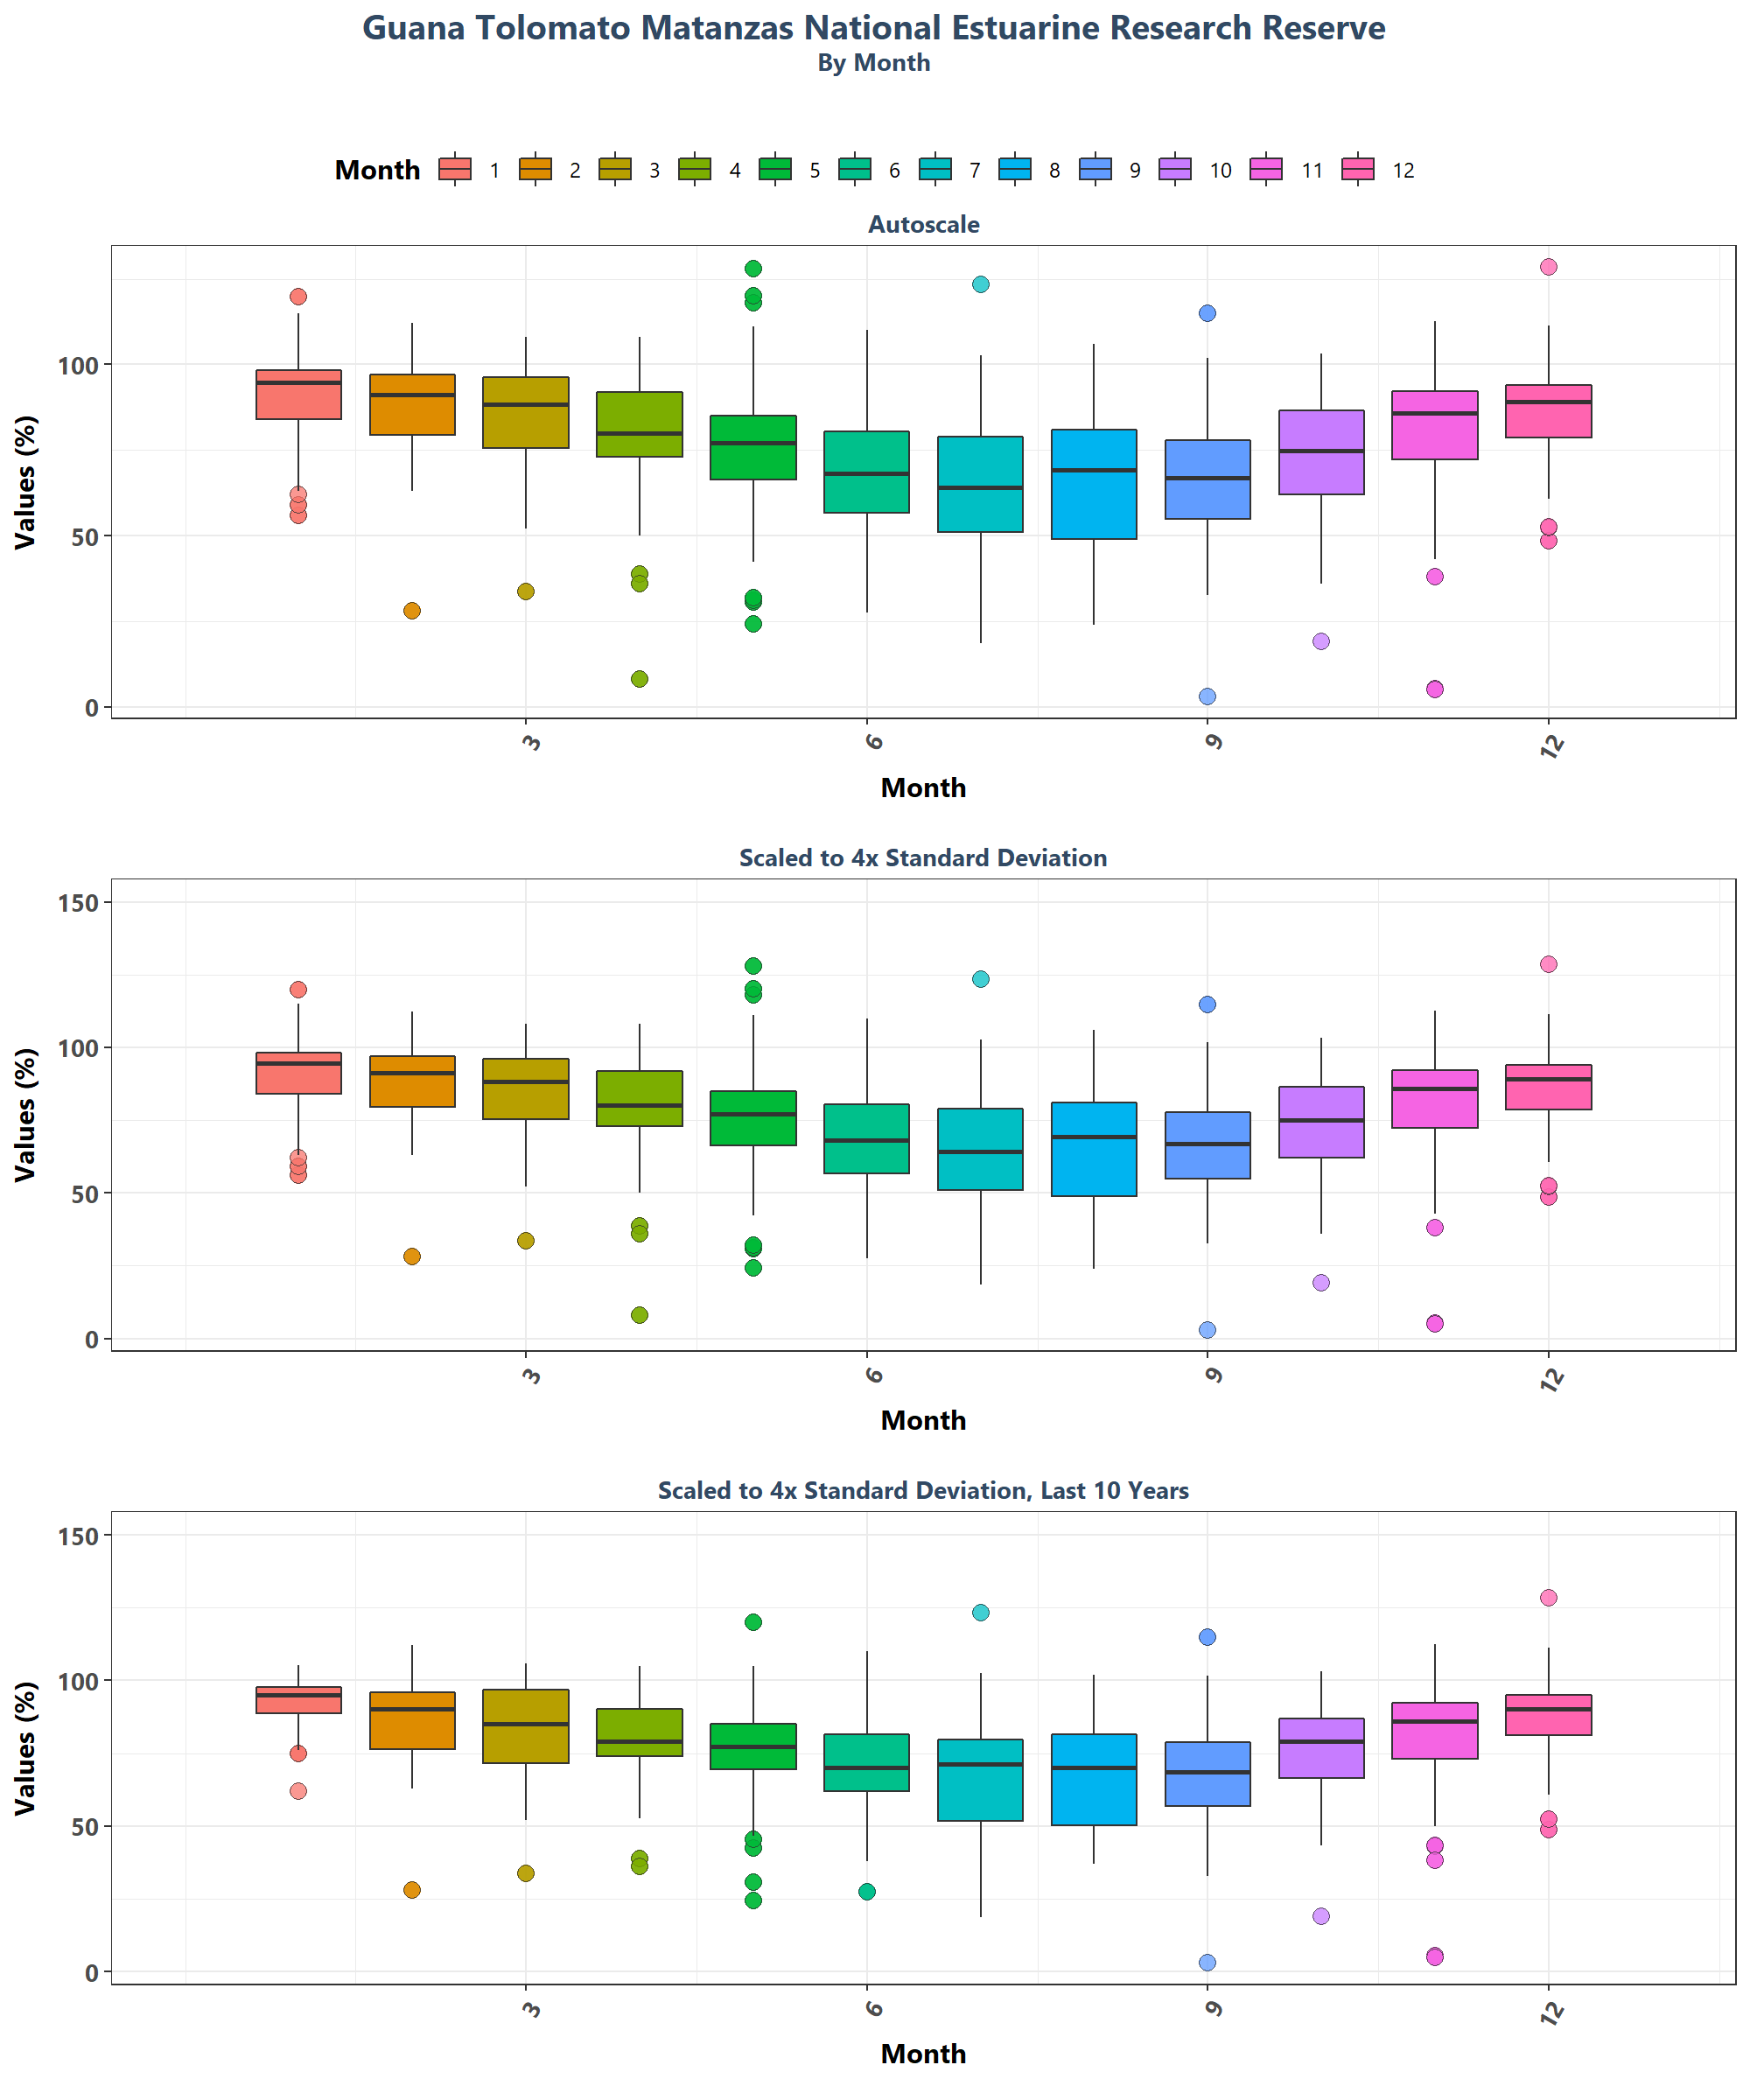 Guana Tolomato Matanzas National Estuarine Research Reserve
By Month
Month 1 2 3 4 5 6 7 8 9 10 11 12
Autoscale
Values (%)
100
50
0
3 6 9 12
Month
Scaled to 4x Standard Deviation
Values (%)
150
100
50
0
3 6 9 12
Month
Scaled to 4x Standard Deviation, Last 10 Years
Values (%)
150
100
50
0
3 6 9 12
Month